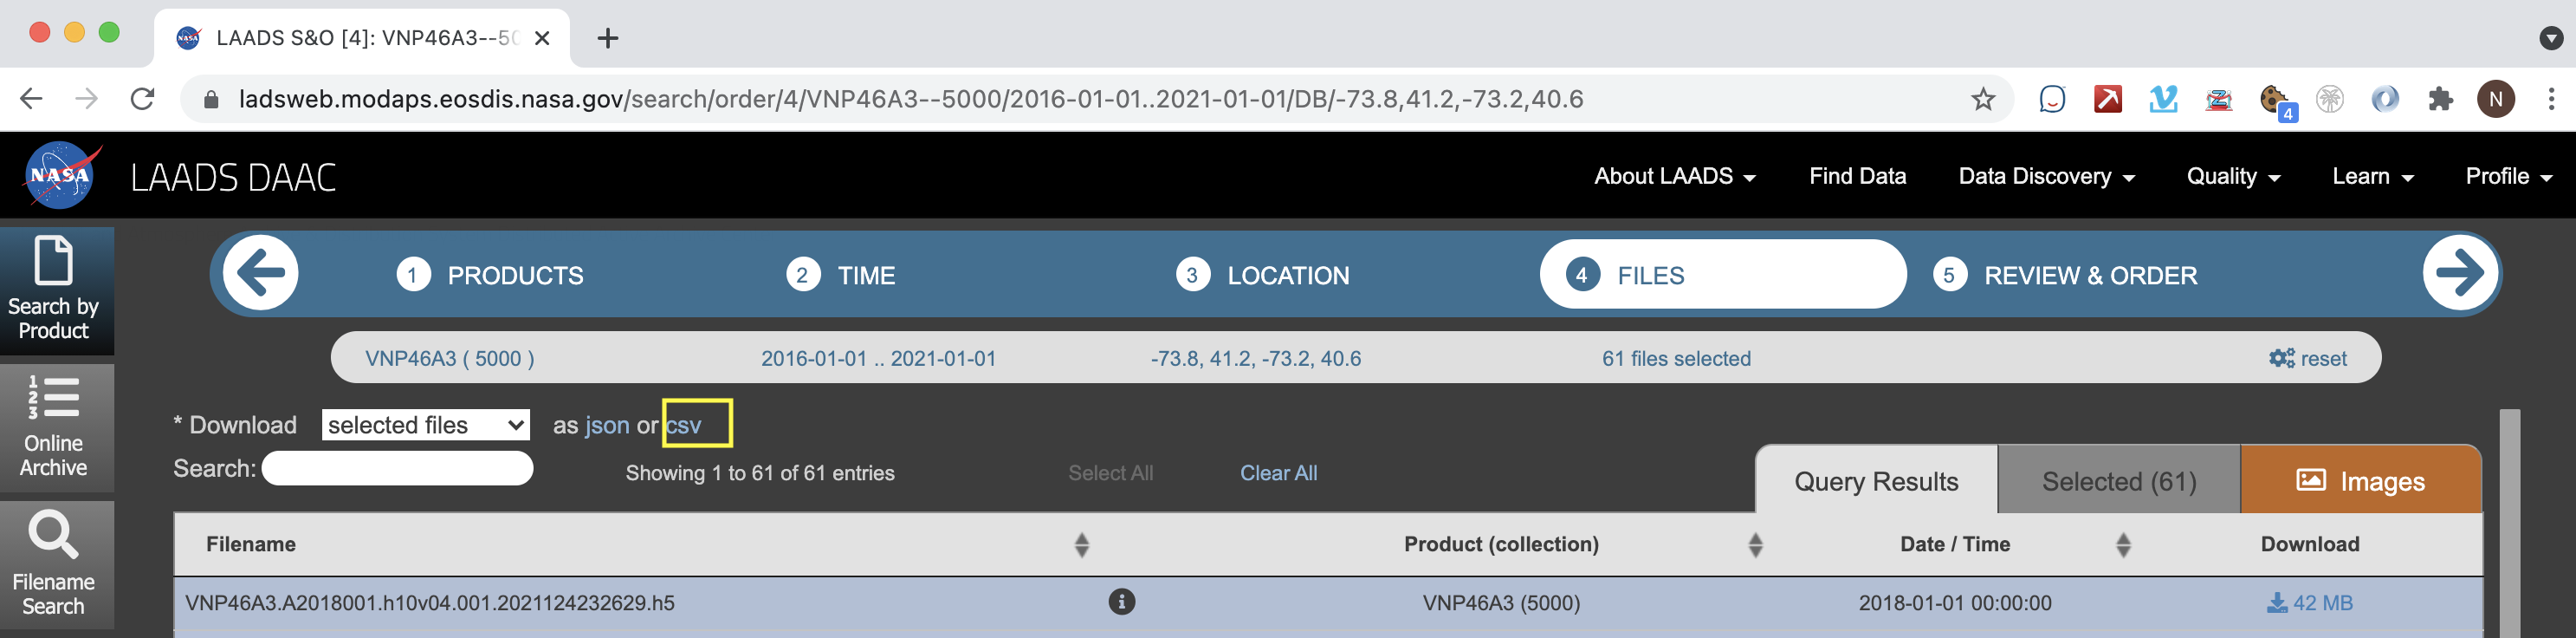 LAADS S&O [4]: VNP46A3--50
ladsweb.modaps.eosdis.nasa.gov/search/order/4/VNP46A3--5000/2016-01-01..2021-01-01/DB/-73.8,41.2,-73.2,40.6
4
N
NASA LAADS DAAC
About LAADS Find Data Data Discovery Quality Learn Profile
Search by
Product
1 PRODUCTS 2 TIME 3 LOCATION 4 FILES 5 REVIEW & ORDER
VNP46A3 ( 5000 ) 2016-01-01 .. 2021-01-01 -73.8, 41.2, -73.2, 40.6 61 files selected reset
1
2
3
Online
Archive
* Download selected files as json or csv
Search: Showing 1 to 61 of 61 entries Select All Clear All
Query Results Selected (61) Images
Filename
Search
Filename Product (collection) Date / Time Download
VNP46A3.A2018001.h10v04.001.2021124232629.h5 VNP46A3 (5000) 2018-01-01 00:00:00 42 MB